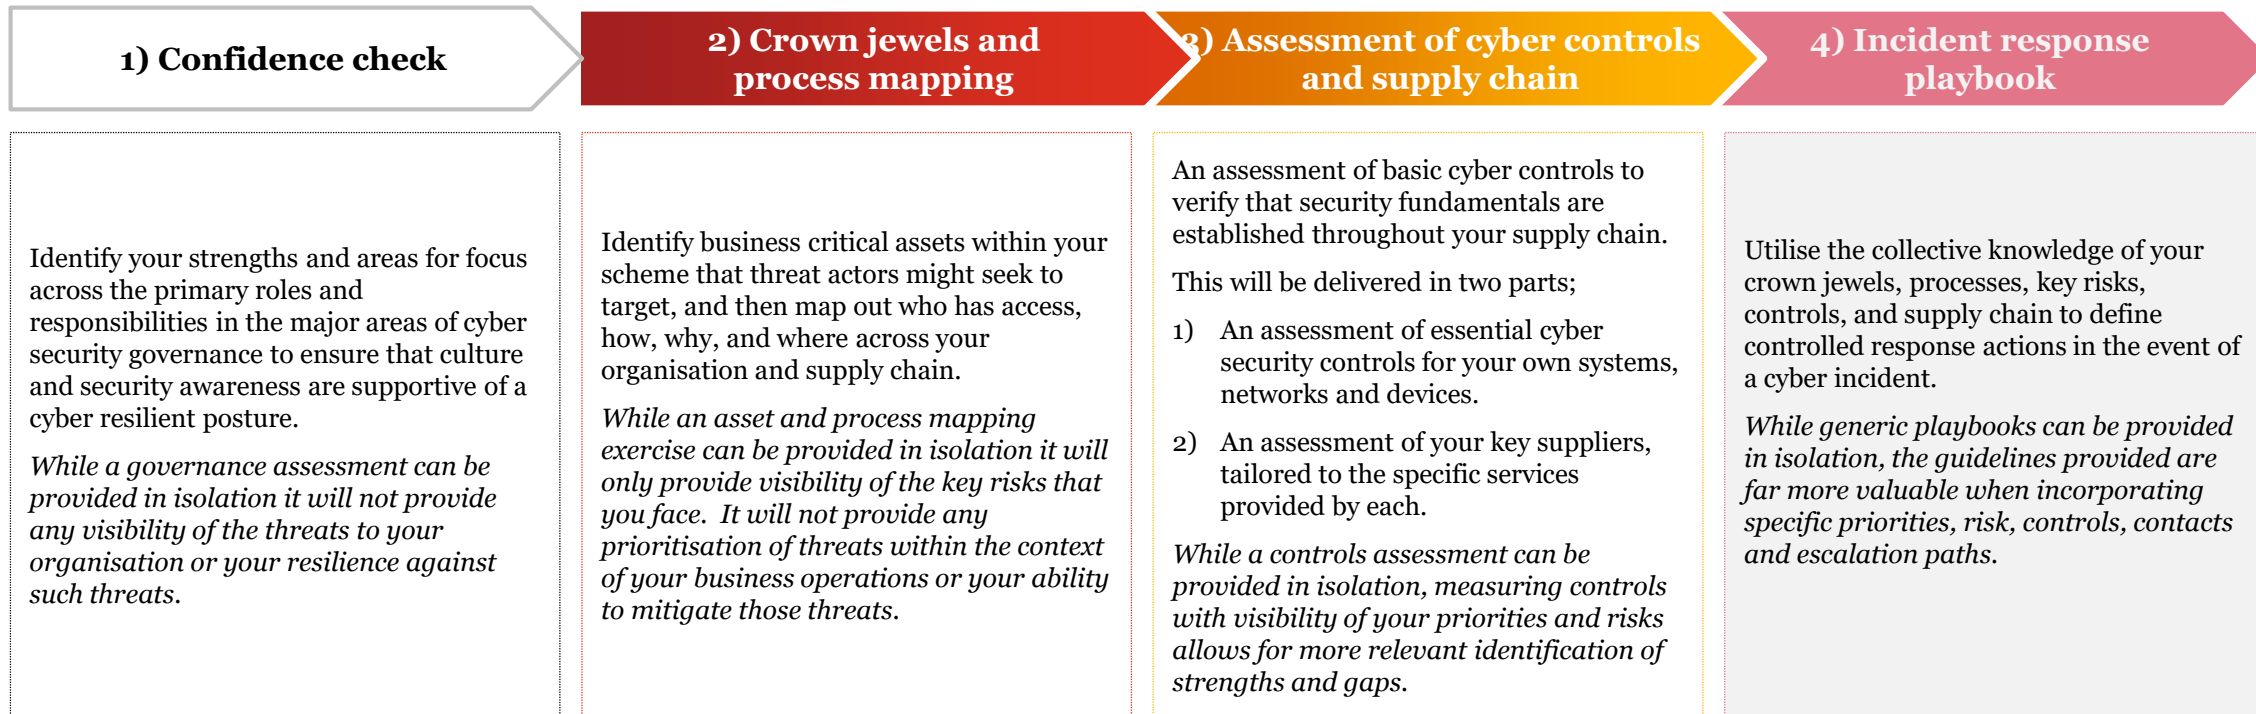 1) Confidence check
2) Crown jewels and
process mapping
3) Assessment of cyber controls
and supply chain
4) Incident response
playbook
Identify your strengths and areas for focus
across the primary roles and
responsibilities in the major areas of cyber
security governance to ensure that culture
and security awareness are supportive of a
cyber resilient posture.
While a governance assessment can be
provided in isolation it will not provide
any visibility of the threats to your
organisation or your resilience against
such threats.
Identify business critical assets within your
scheme that threat actors might seek to
target, and then map out who has access,
how, why, and where across your
organisation and supply chain.
While an asset and process mapping
exercise can be provided in isolation it will
only provide visibility of the key risks that
you face.  It will not provide any
prioritisation of threats within the context
of your business operations or your ability
to mitigate those threats.
An assessment of basic cyber controls to
verify that security fundamentals are
established throughout your supply chain.
This will be delivered in two parts;
1) An assessment of essential cyber
security controls for your own systems,
networks and devices.
2) An assessment of your key suppliers,
tailored to the specific services
provided by each.
While a controls assessment can be
provided in isolation, measuring controls
with visibility of your priorities and risks
allows for more relevant identification of
strengths and gaps.
Utilise the collective knowledge of your
crown jewels, processes, key risks,
controls, and supply chain to define
controlled response actions in the event of
a cyber incident.
While generic playbooks can be provided
in isolation, the guidelines provided are
far more valuable when incorporating
specific priorities, risk, controls, contacts
and escalation paths.